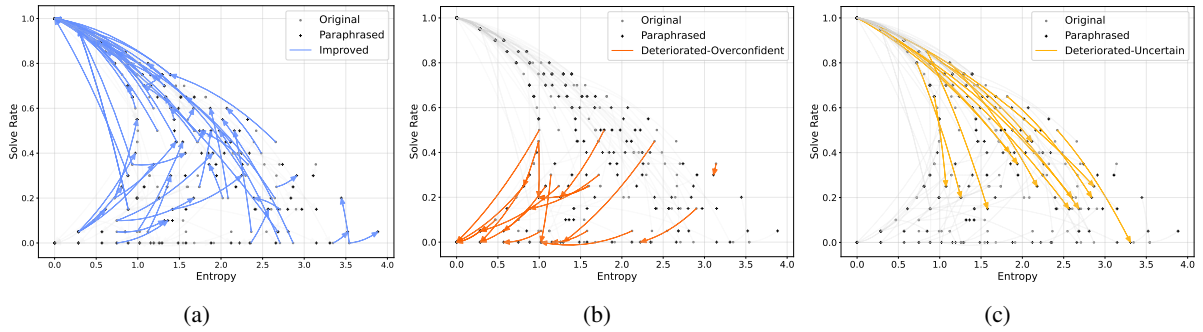 1.0
0.8
0.6
0.4
0.2
0.0
Solve Rate
0.0 0.5 1.0 1.5 2.0 2.5 3.0 3.5 4.0
Entropy
Original
Paraphrased
Improved
(a)
1.0
0.8
0.6
0.4
0.2
0.0
Solve Rate
0.0 0.5 1.0 1.5 2.0 2.5 3.0 3.5 4.0
Entropy
Original
Paraphrased
Deteriorated-Overconfident
(b)
1.0
0.8
0.6
0.4
0.2
0.0
Solve Rate
0.0 0.5 1.0 1.5 2.0 2.5 3.0 3.5 4.0
Entropy
Original
Paraphrased
Deteriorated-Uncertain
(c)